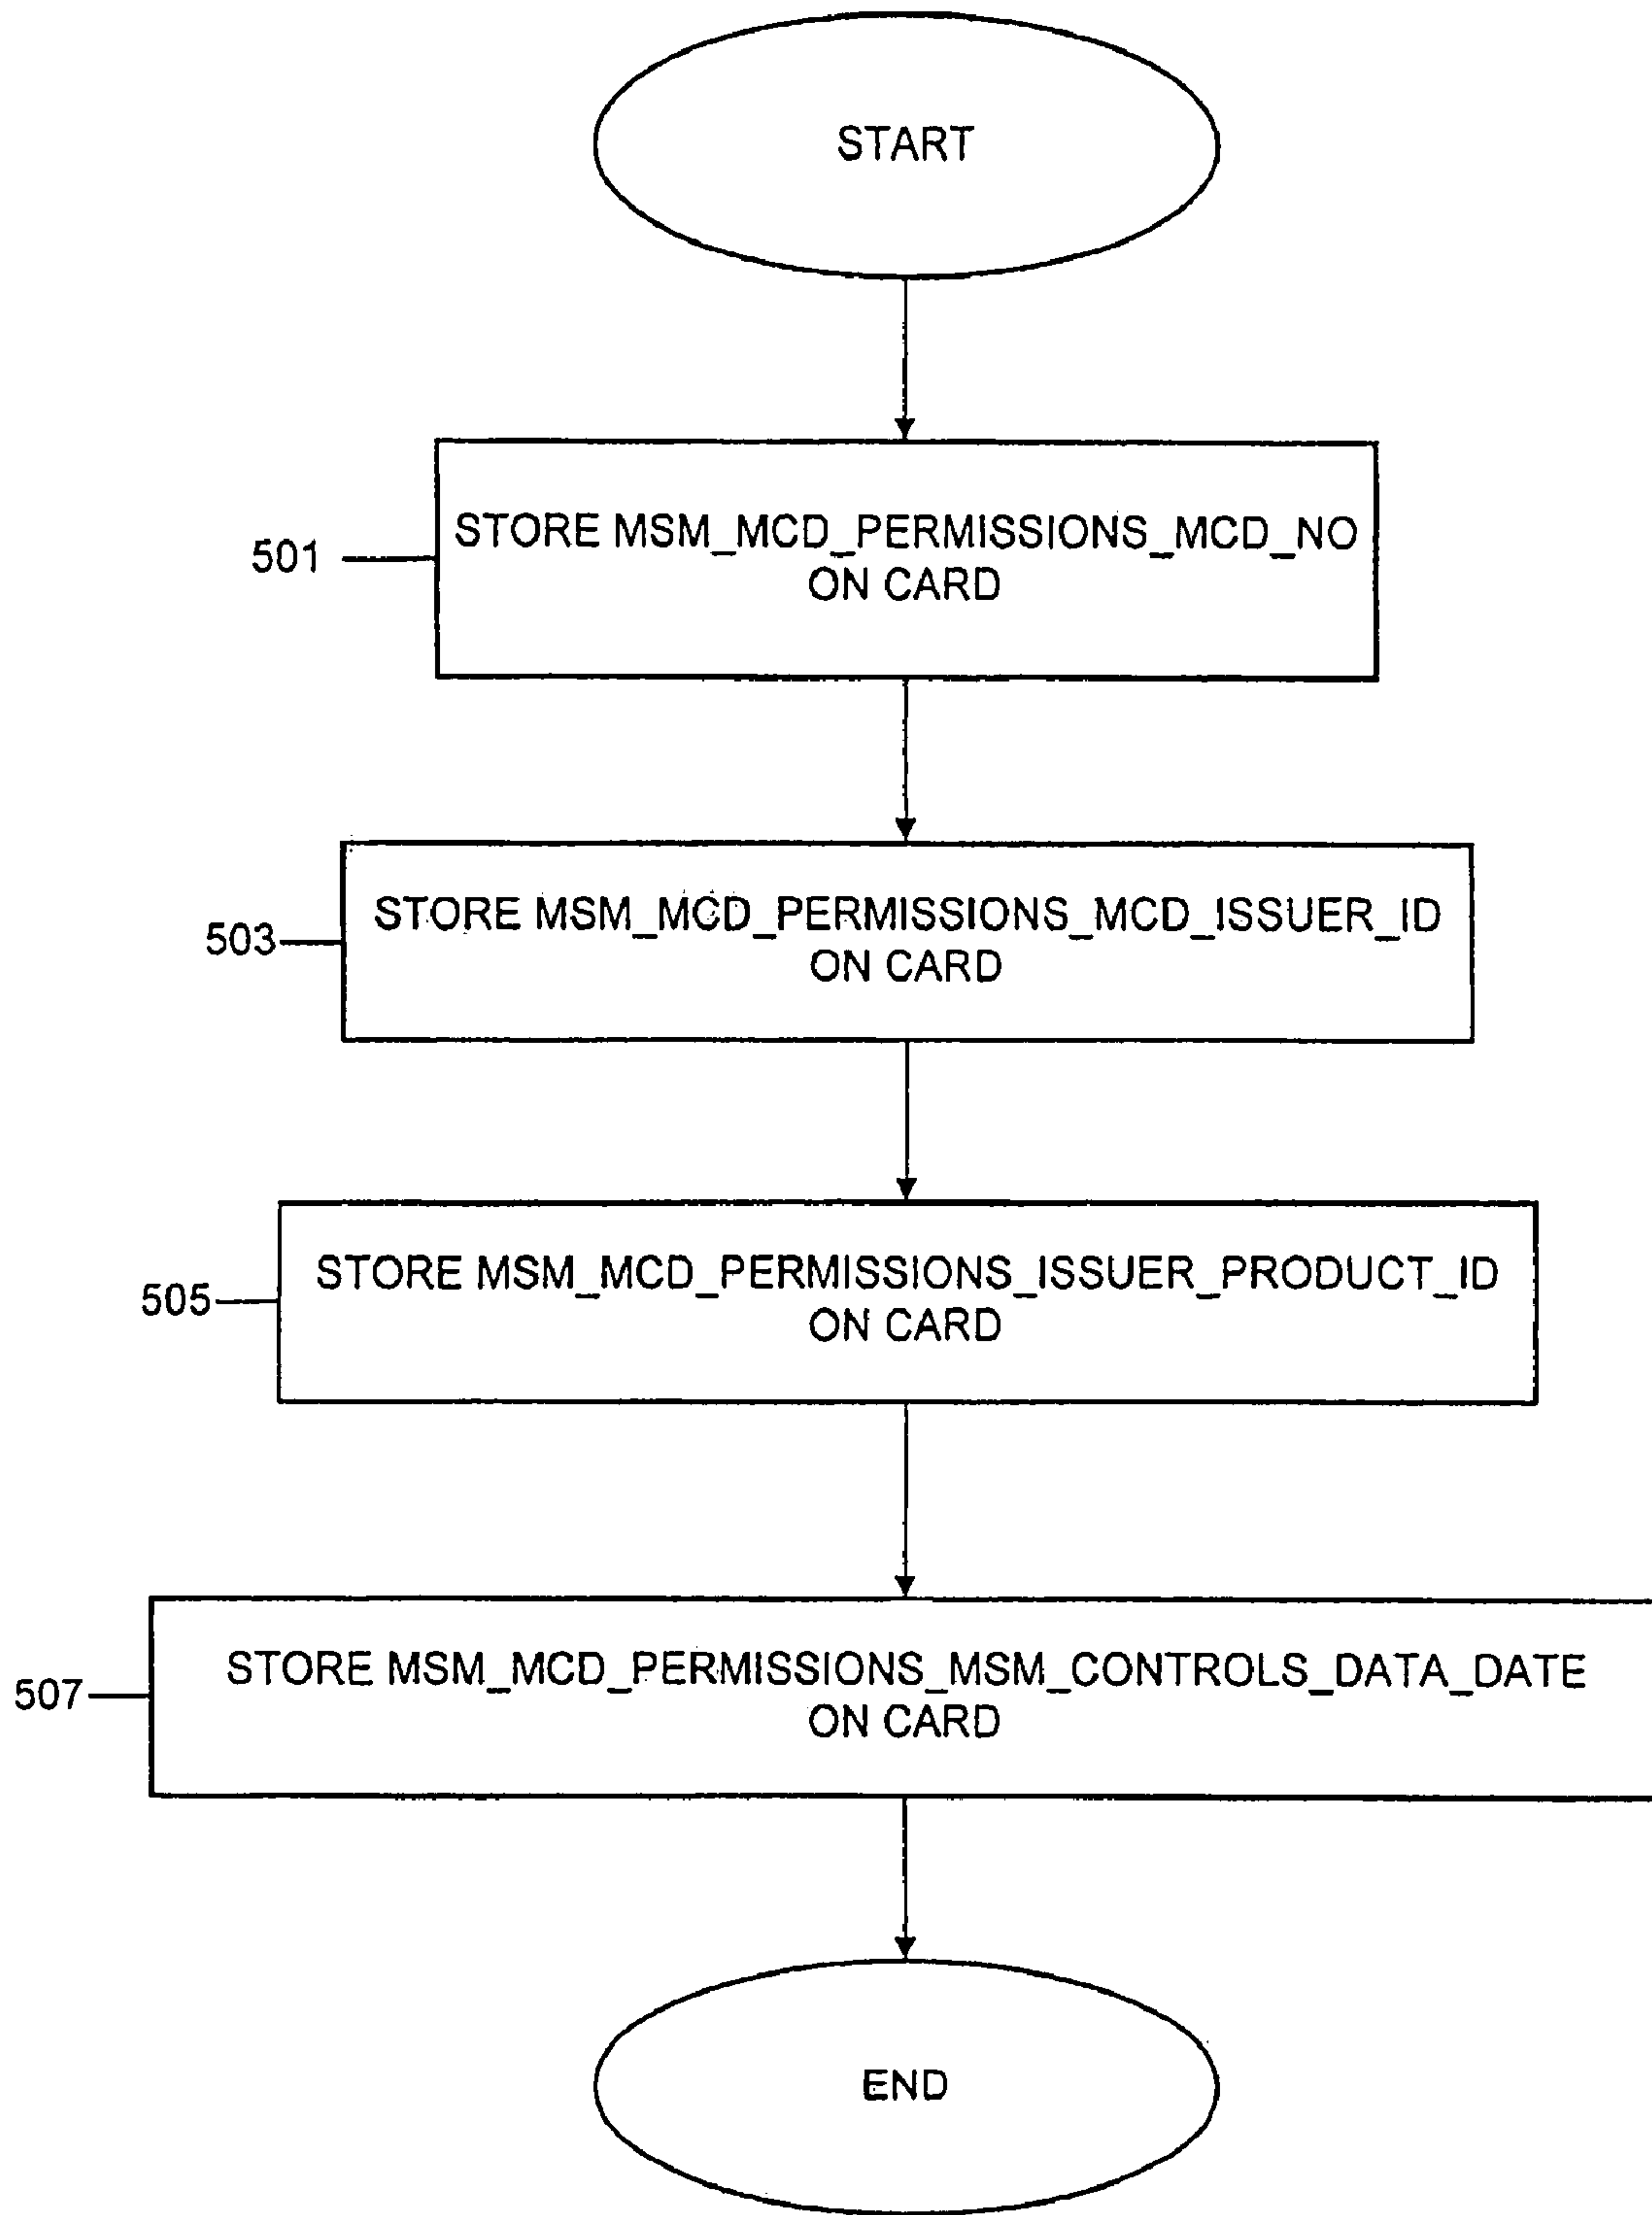 START
501
STORE MSM_MCD_PERMISSIONS_MCD_NO
ON CARD
503
STORE MSM_MCD_PERMISSIONS_MCD_ISSUER_ID
ON CARD
505
STORE MSM_MCD_PERMISSIONS_ISSUER_PRODUCT_ID
ON CARD
507
STORE MSM_MCD_PERMISSIONS_MSM_CONTROLS_DATA_DATE
ON CARD
END